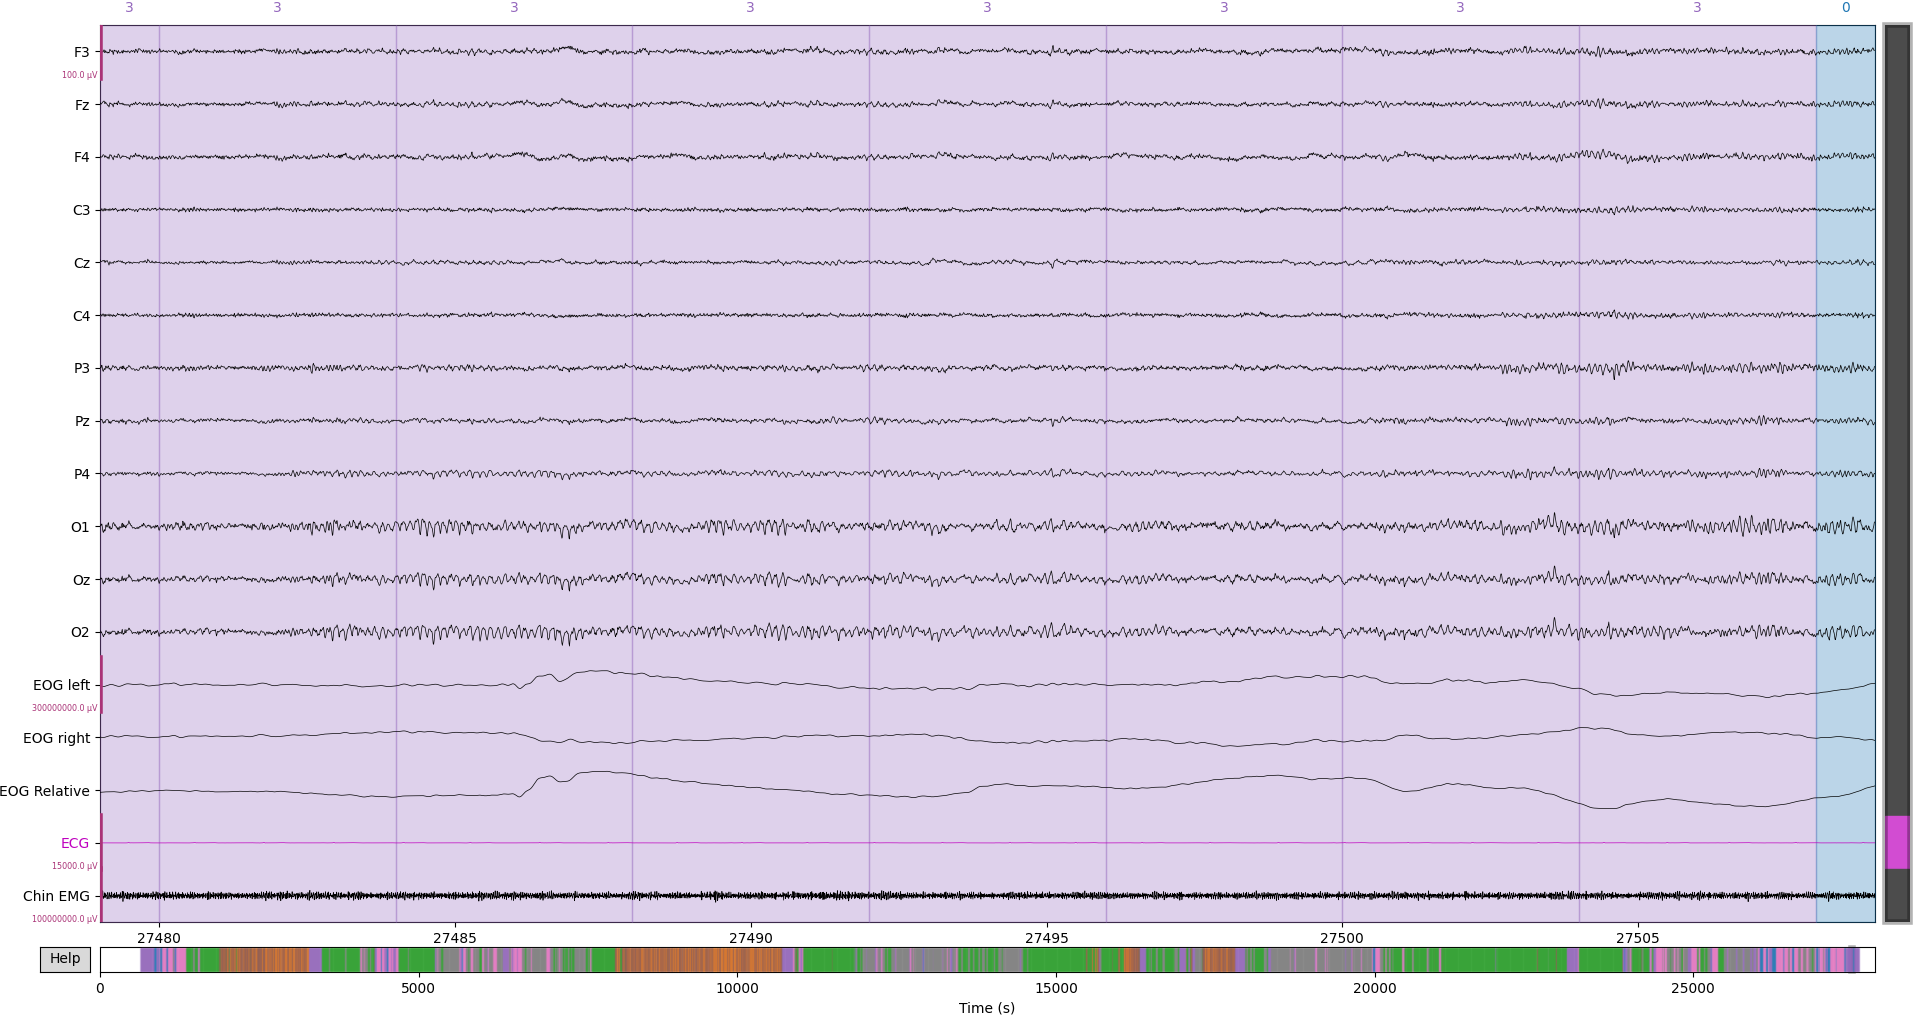 3 3 3 3 3 3 3 3 0
F3
100.0 µV
Fz
F4
C3
Cz
C4
P3
Pz
P4
O1
Oz
O2
EOG left
300000000.0 µV
EOG right
EOG Relative
ECG
15000.0 µV
Chin EMG
100000000.0 µV
27480 27485 27490 27495 27500 27505
Help
0 5000 10000 15000 20000 25000
Time (s)